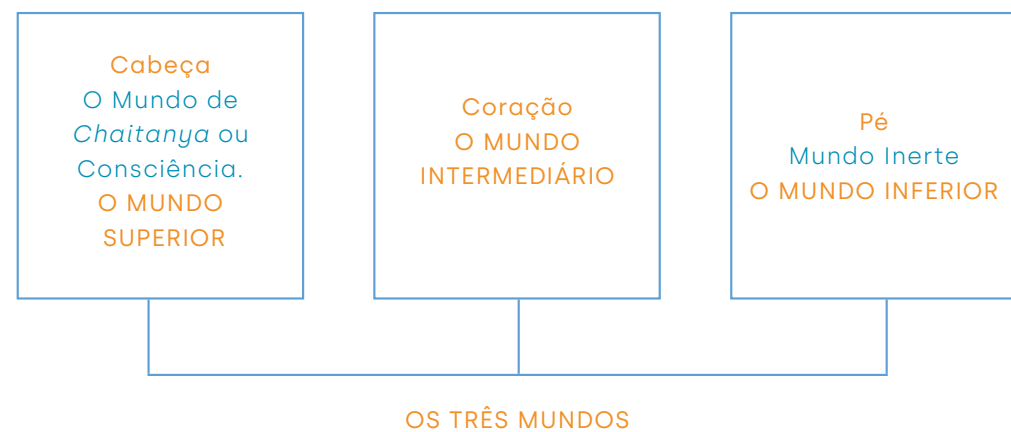 Cabeça
O Mundo de
Chaitanya ou
Consciência.
O MUNDO
SUPERIOR
Coração
O MUNDO
INTERMEDIÁRIO
Pé
Mundo Inerte
O MUNDO INFERIOR
OS TRÊS MUNDOS